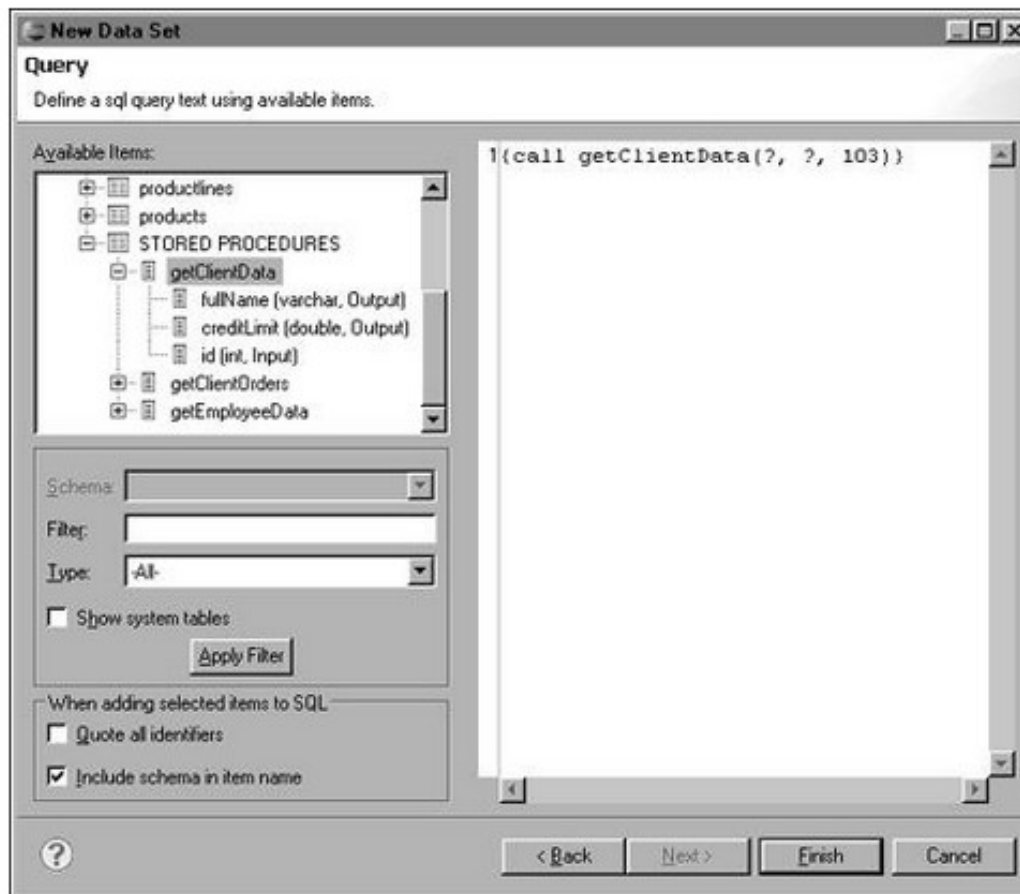 New Data Set
Query
Define a sql query text using available items.
Available Items:
productlines
products
STORED PROCEDURES
getClientData
fullName (varchar, Output)
creditLimit (double, Output)
id (int, Input)
getClientOrders
getEmployeeData
1{call getClientData(?, ?, 103)}
Schema:
Filter:
Type: -All-
Show system tables
Apply Filter
When adding selected items to SQL
Quote all identifiers
Include schema in item name
? < Back Next > Finish Cancel